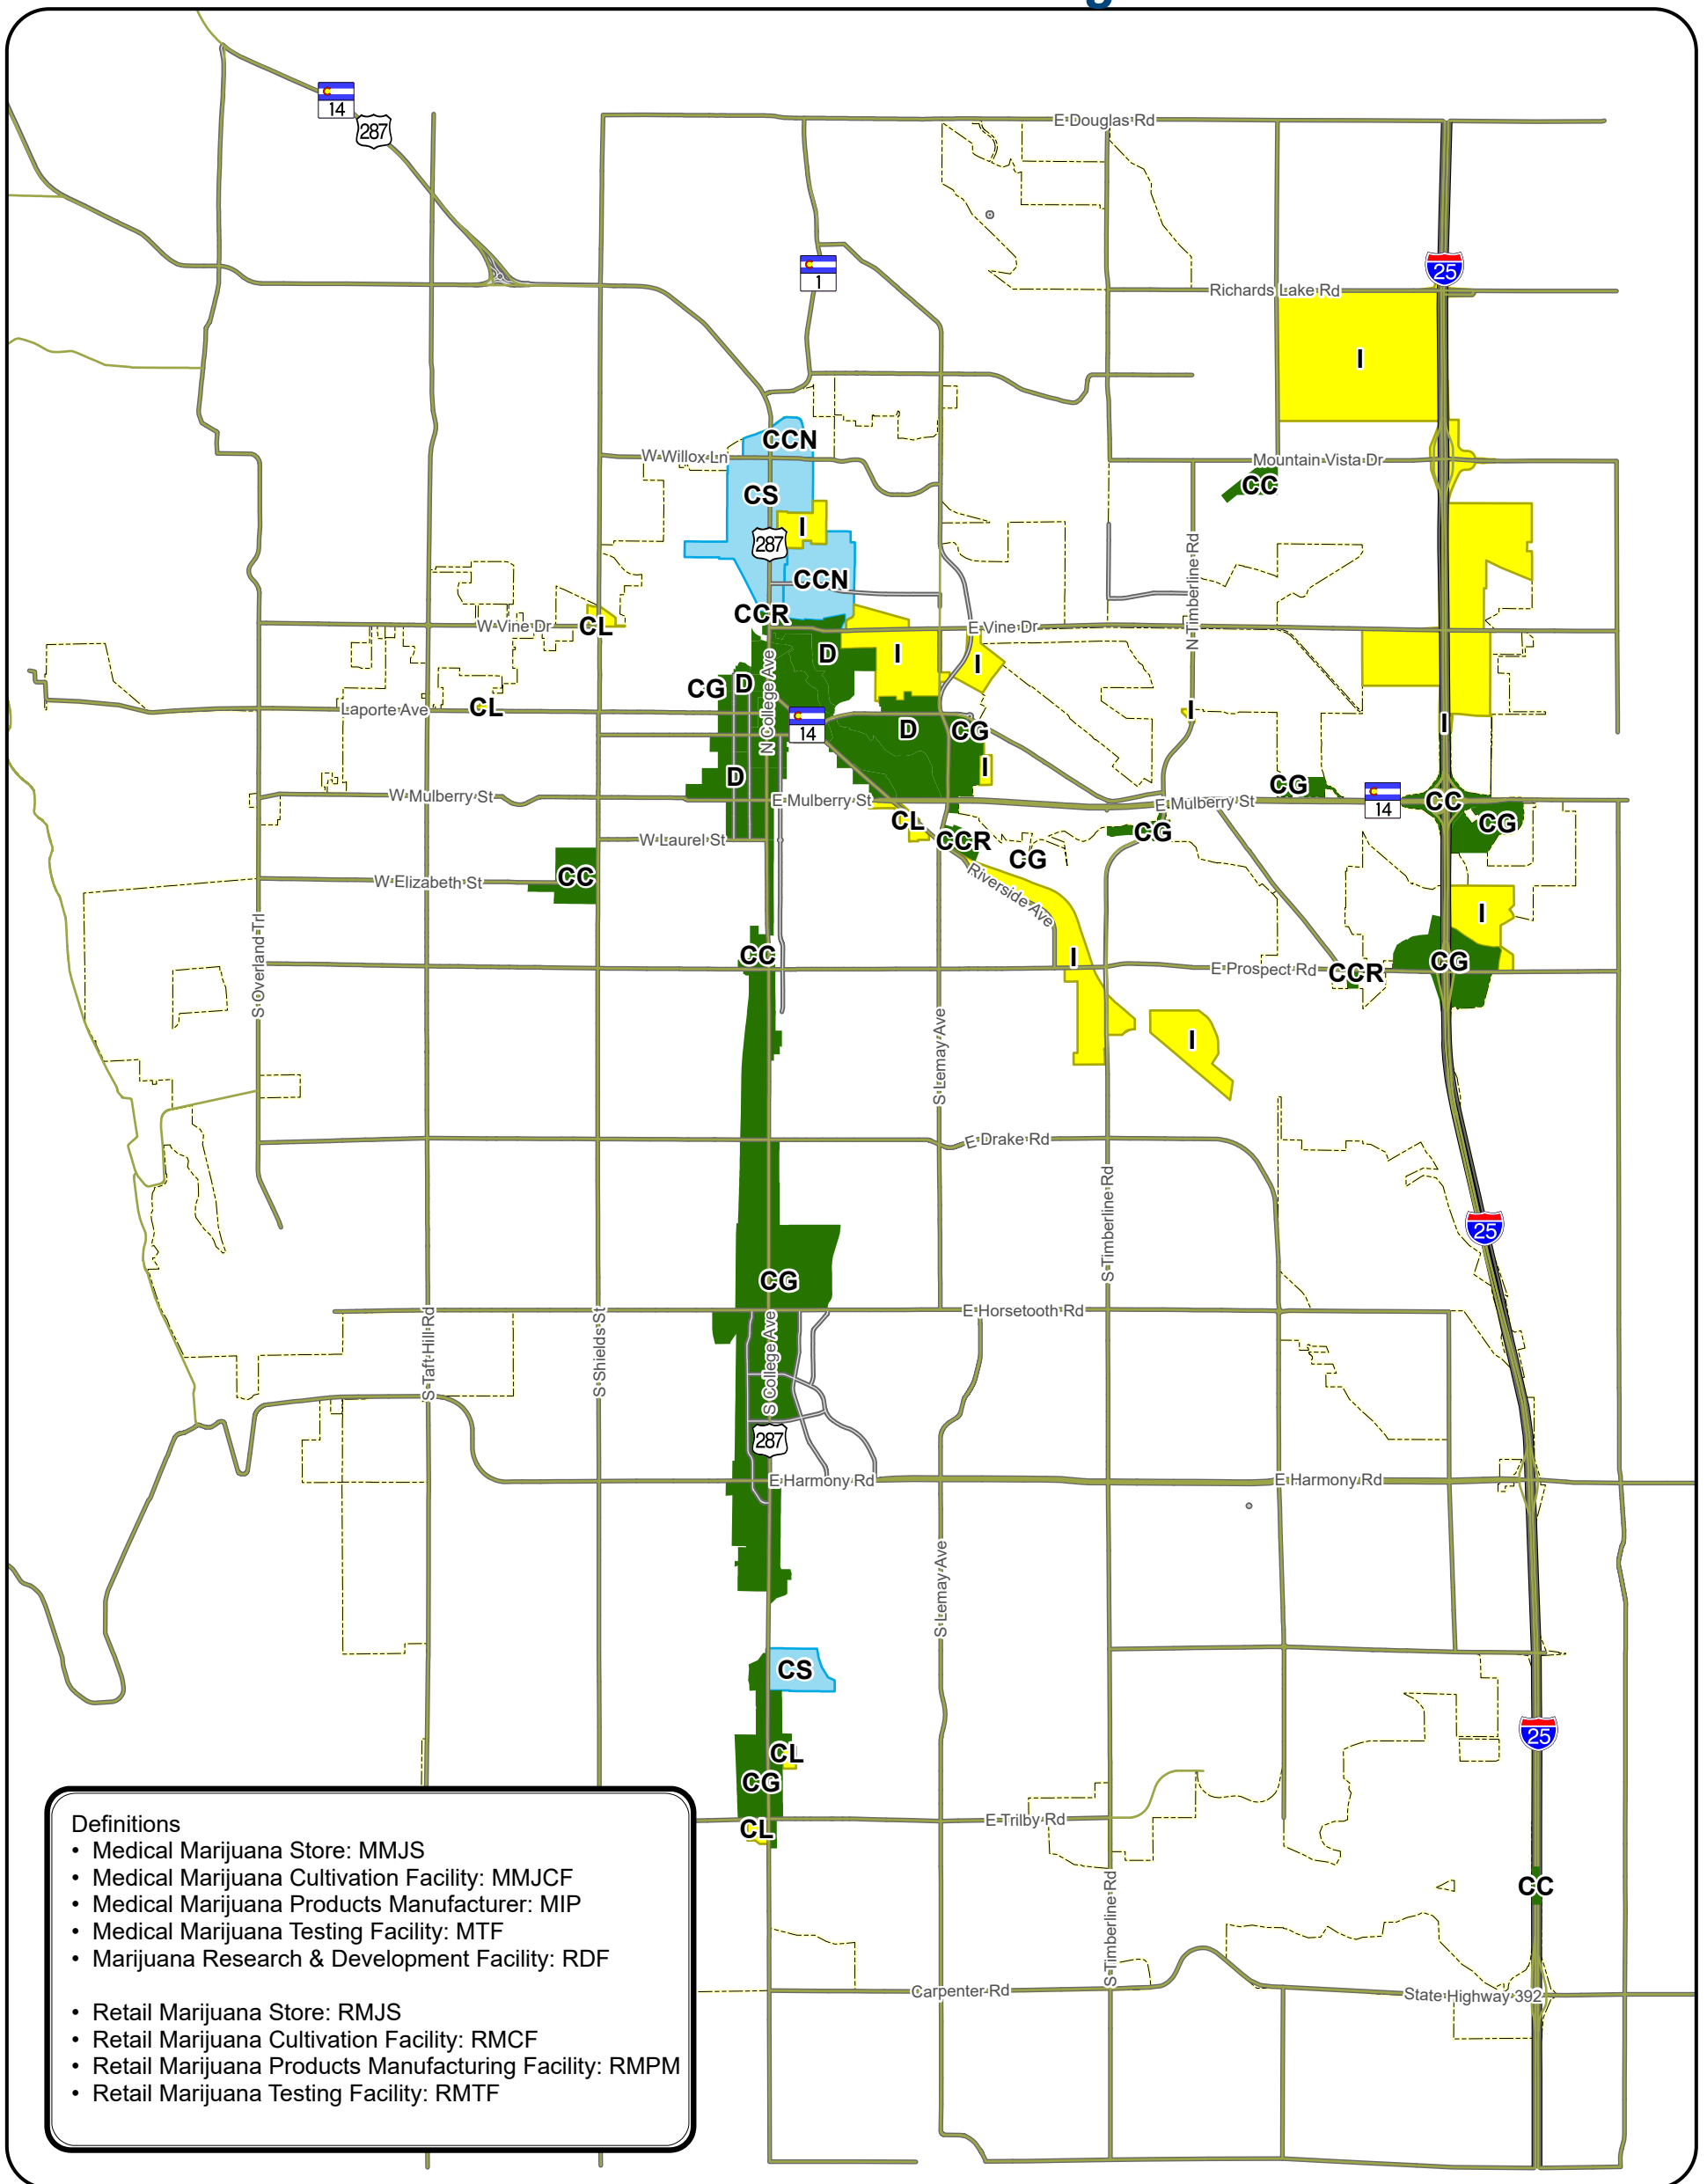 14
287
E Douglas Rd
1
25
Richards Lake Rd
I
CCN
W Willox Ln
Mountain Vista Dr
CC
CS
I
287
N Timberline Rd
CCN
CCR
W Vine Dr
CL
E Vine Dr
D
I
I
CG
D
N College Ave
Laporte Ave
CL
14
D
CG
I
I
D
I
W Mulberry St
E Mulberry St
E Mulberry St
CG
14
CC
CG
CL
CCR
CG
CG
W Laurel St
W Elizabeth St
CC
Riverside Ave
I
S Overland Trl
CC
I
E Prospect Rd
CCR
CG
S Lemay Ave
I
E Drake Rd
S Timberline Rd
25
CG
E Horsetooth Rd
S Taft Hill Rd
S Shields St
S College Ave
287
E Harmony Rd
E Harmony Rd
S Lemay Ave
CS
25
CL
CG
CL
E Trilby Rd
CC
S Timberline Rd
Carpenter Rd
State Highway 392
Definitions
• Medical Marijuana Store: MMJS
• Medical Marijuana Cultivation Facility: MMJCF
• Medical Marijuana Products Manufacturer: MIP
• Medical Marijuana Testing Facility: MTF
• Marijuana Research & Development Facility: RDF
• Retail Marijuana Store: RMJS
• Retail Marijuana Cultivation Facility: RMCF
• Retail Marijuana Products Manufacturing Facility: RMPM
• Retail Marijuana Testing Facility: RMTF